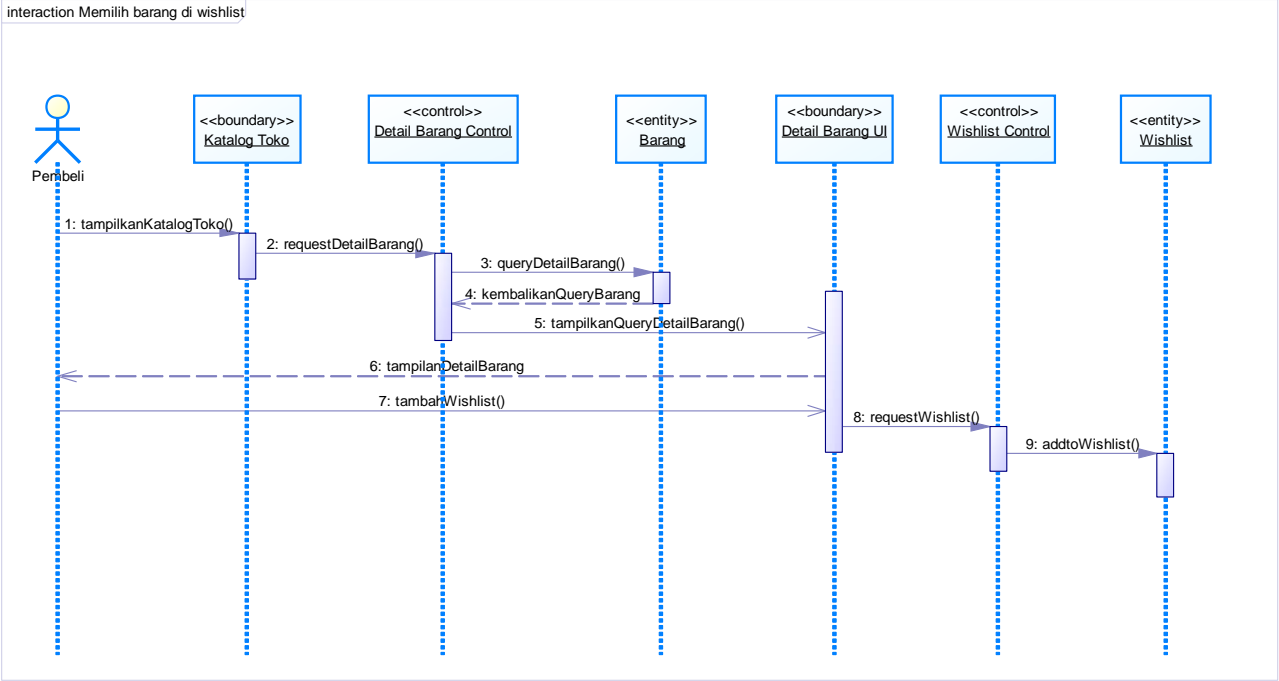 interaction Memilih barang di wishlist
Pembeli
<<boundary>>
Katalog Toko
<<control>>
Detail Barang Control
<<entity>>
Barang
<<boundary>>
Detail Barang UI
<<control>>
Wishlist Control
<<entity>>
Wishlist
1: tampilkanKatalogToko()
2: requestDetailBarang()
3: queryDetailBarang()
4: kembalikanQueryBarang
5: tampilkanQueryDetailBarang()
6: tampilanDetailBarang
7: tambahWishlist()
8: requestWishlist()
9: addtoWishlist()